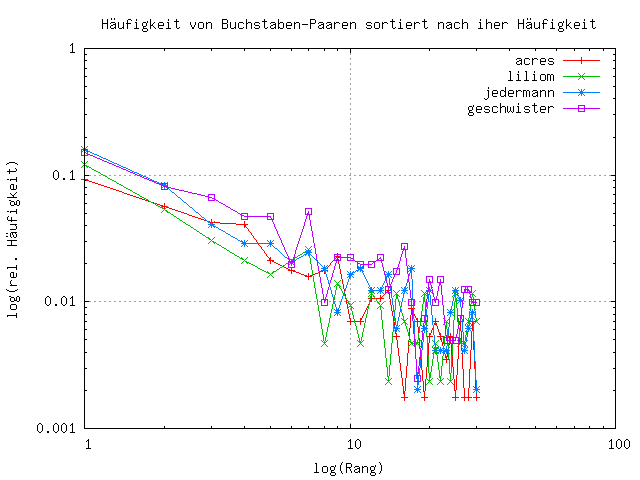 Häufigkeit von Buchstaben-Paaren sortiert nach iher Häufigkeit
acres
liliom
jedermann
geschwister
log(rel. Häufigkeit)
1
0.1
0.01
0.001
1
10
100
log(Rang)